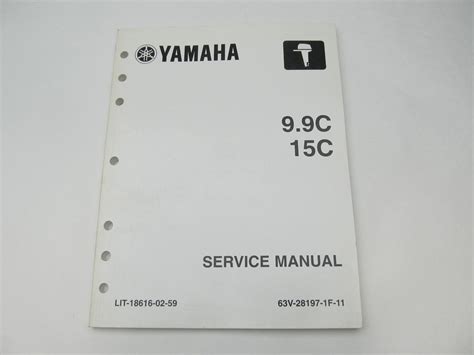 YAMAHA
9.9C
15C
SERVICE MANUAL
LIT-18616-02-59 63V-28197-1F-11